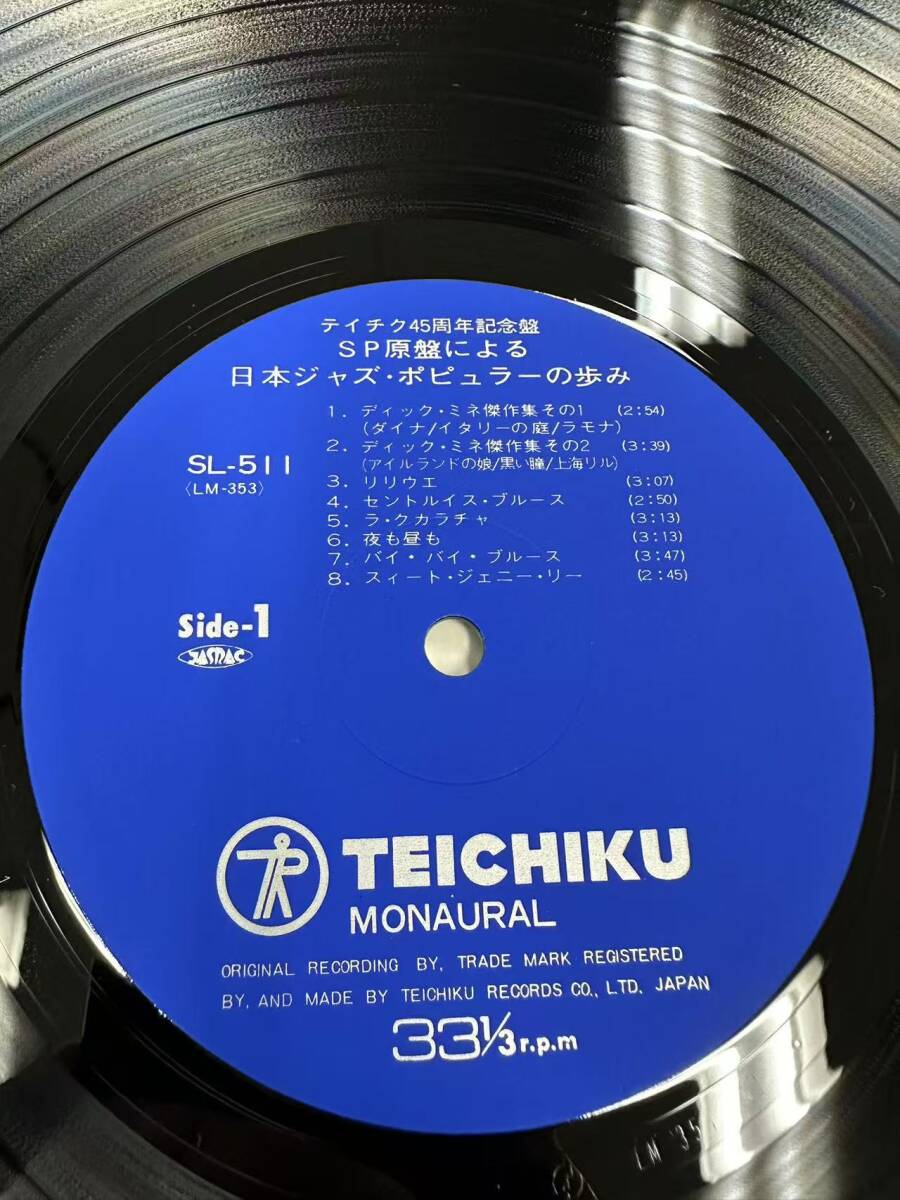 テイチク45周年記念盤
SP原盤による
日本ジャズ・ポピュラーの歩み
1. ディック・ミネ傑作集その1 (2:54)
(ダイナ/イタリーの庭/ラモナ)
2. ディック・ミネ傑作集その2 (3:39)
(アイルランドの娘/黒い瞳/上海リル)
3. リリウエ (3:07)
4. セントルイス・ブルース (2:50)
5. ラ・クカラチャ (3:13)
6. 夜も昼も (3:13)
7. バイ・バイ・ブルース (3:47)
8. スィート・ジェニー・リー (2:45)
SL-511
〈LM-353〉
Side-1
JASRAC
TEICHIKU
MONAURAL
ORIGINAL RECORDING BY, TRADE MARK REGISTERED
BY, AND MADE BY TEICHIKU RECORDS CO., LTD. JAPAN
33 1/3 r.p.m
LM 35